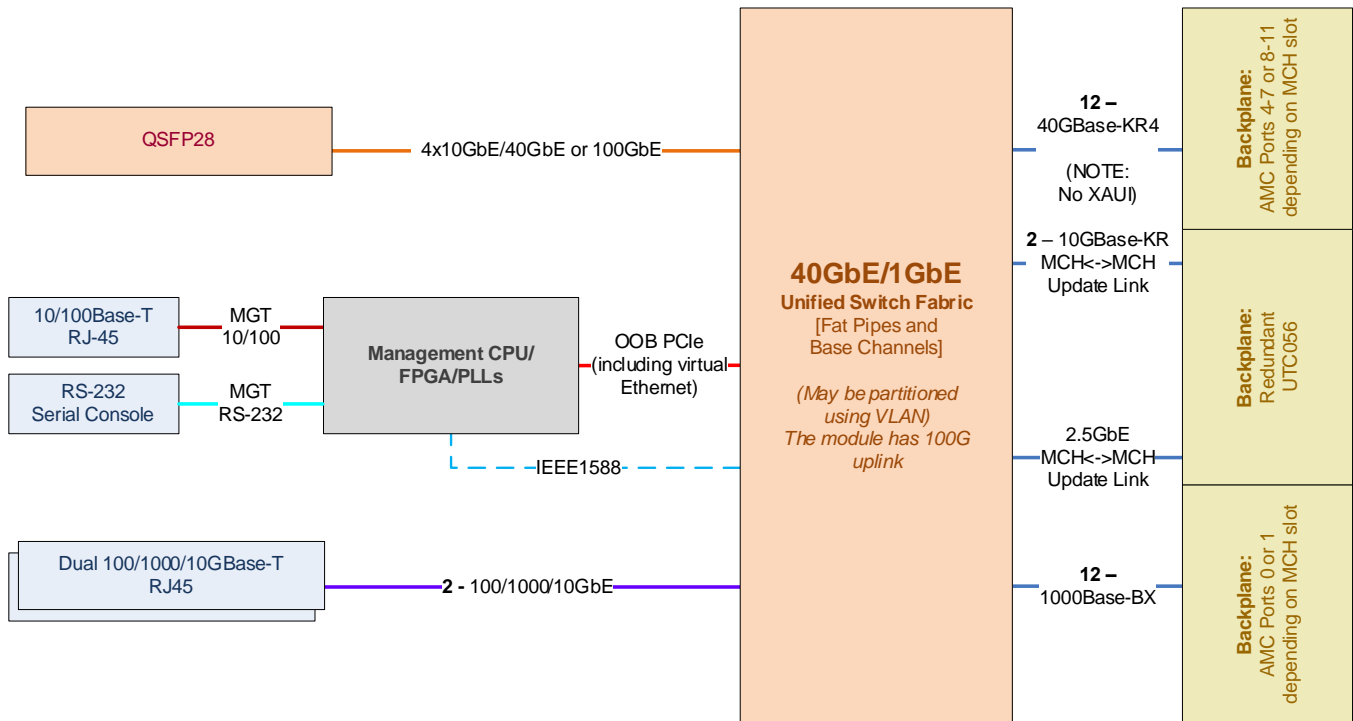 QSFP28
4x10GbE/40GbE or 100GbE
10/100Base-T
RJ-45
MGT
10/100
RS-232
Serial Console
MGT
RS-232
Management CPU/
FPGA/PLLs
OOB PCIe
(including virtual
Ethernet)
IEEE1588
Dual 100/1000/10GBase-T
RJ45
2 - 100/1000/10GbE
40GbE/1GbE
Unified Switch Fabric
[Fat Pipes and
Base Channels]
(May be partitioned
using VLAN)
The module has 100G
uplink
12 –
40GBase-KR4
(NOTE:
No XAUI)
2 – 10GBase-KR
MCH<->MCH
Update Link
2.5GbE
MCH<->MCH
Update Link
12 –
1000Base-BX
Backplane:
AMC Ports 4-7 or 8-11
depending on MCH slot
Backplane:
Redundant
UTC056
Backplane:
AMC Ports 0 or 1
depending on MCH slot